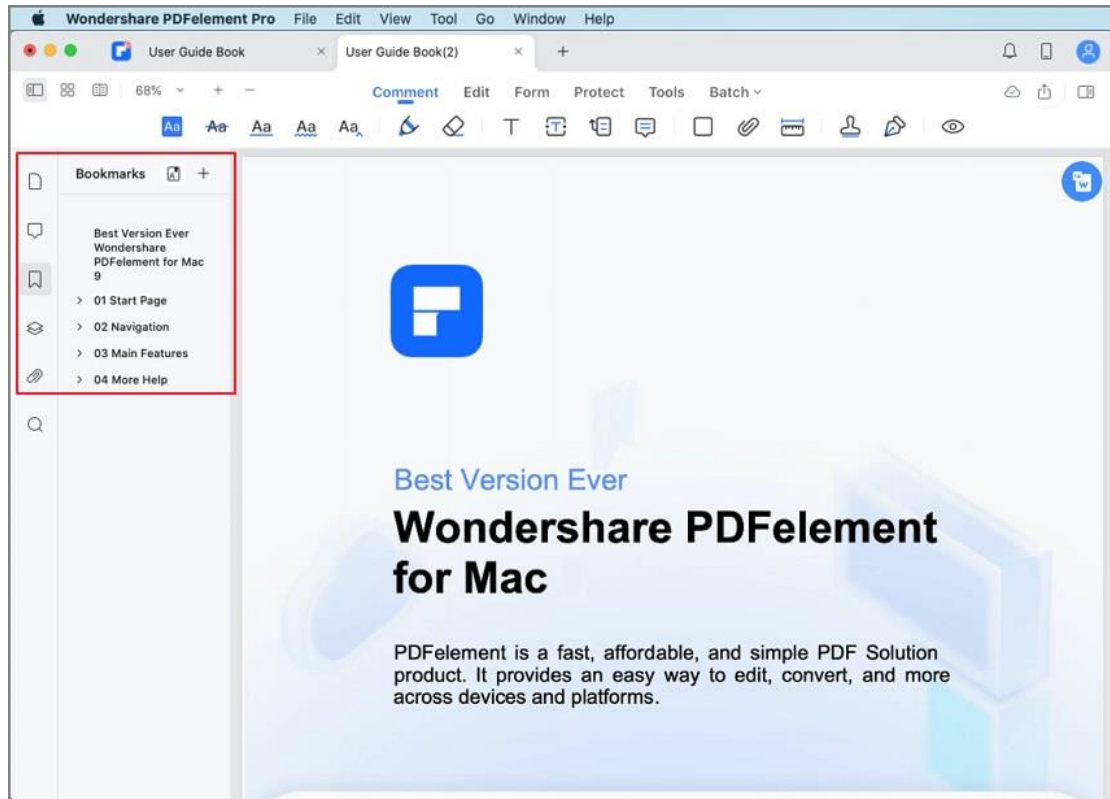 Wondershare PDFelement Pro File Edit View Tool Go Window Help
User Guide Book × User Guide Book(2) × +
68% + − Comment Edit Form Protect Tools Batch
Aa Aa Aa Aa Aa T T
Bookmarks +
Best Version Ever
Wondershare
PDFelement for Mac
9
> 01 Start Page
> 02 Navigation
> 03 Main Features
> 04 More Help
W
Best Version Ever
Wondershare PDFelement
for Mac
PDFelement is a fast, affordable, and simple PDF Solution
product. It provides an easy way to edit, convert, and more
across devices and platforms.